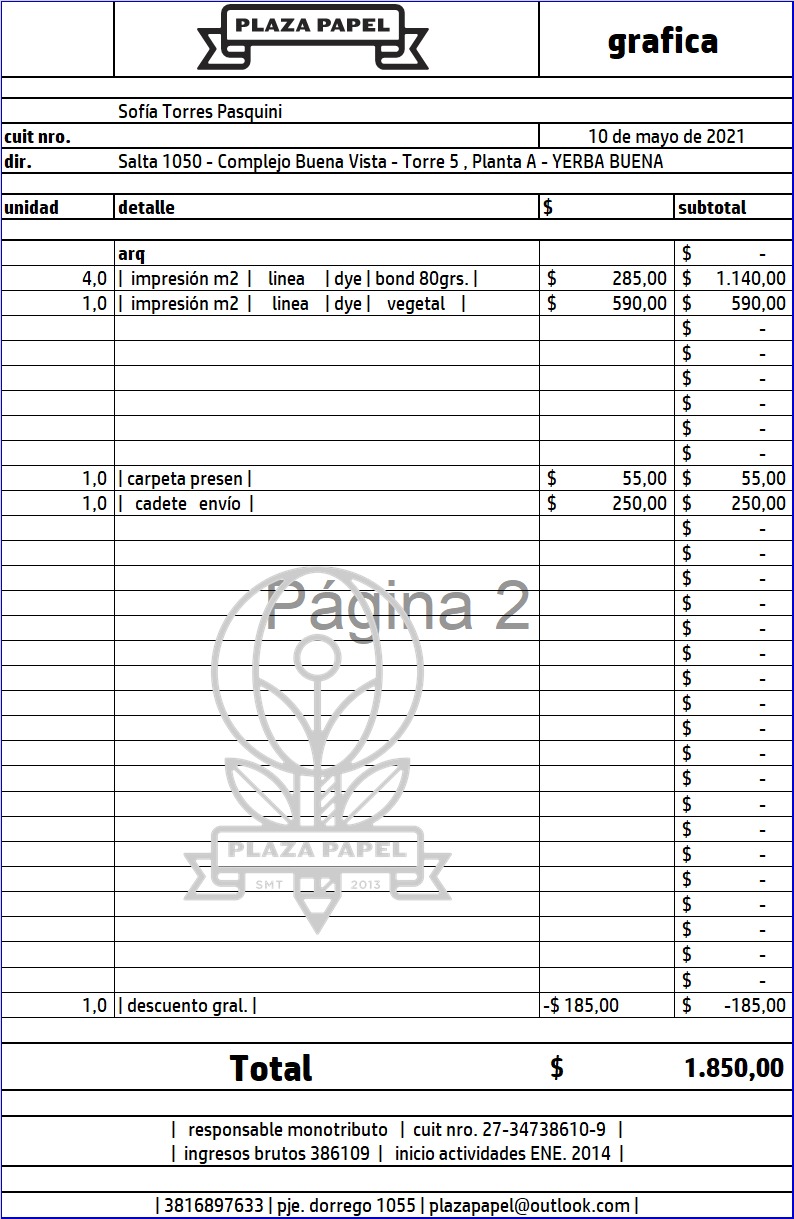 PLAZA PAPEL
grafica
Sofía Torres Pasquini
cuit nro. 10 de mayo de 2021
dir. Salta 1050 - Complejo Buena Vista - Torre 5 , Planta A - YERBA BUENA
unidad detalle $ subtotal
arq $ -
4,0 | impresión m2 | linea | dye | bond 80grs. | $ 285,00 $ 1.140,00
1,0 | impresión m2 | linea | dye | vegetal | $ 590,00 $ 590,00
$ -
$ -
$ -
$ -
$ -
$ -
1,0 | carpeta presen | $ 55,00 $ 55,00
1,0 | cadete envío | $ 250,00 $ 250,00
$ -
$ -
$ -
Página 2 $ -
$ -
$ -
$ -
$ -
$ -
$ -
$ -
$ -
$ -
PLAZA PAPEL $ -
SMT 2013 $ -
$ -
$ -
$ -
$ -
1,0 | descuento gral. | -$ 185,00 $ -185,00
Total $ 1.850,00
| responsable monotributo | cuit nro. 27-34738610-9 |
| ingresos brutos 386109 | inicio actividades ENE. 2014 |
| 3816897633 | pje. dorrego 1055 | plazapapel@outlook.com |